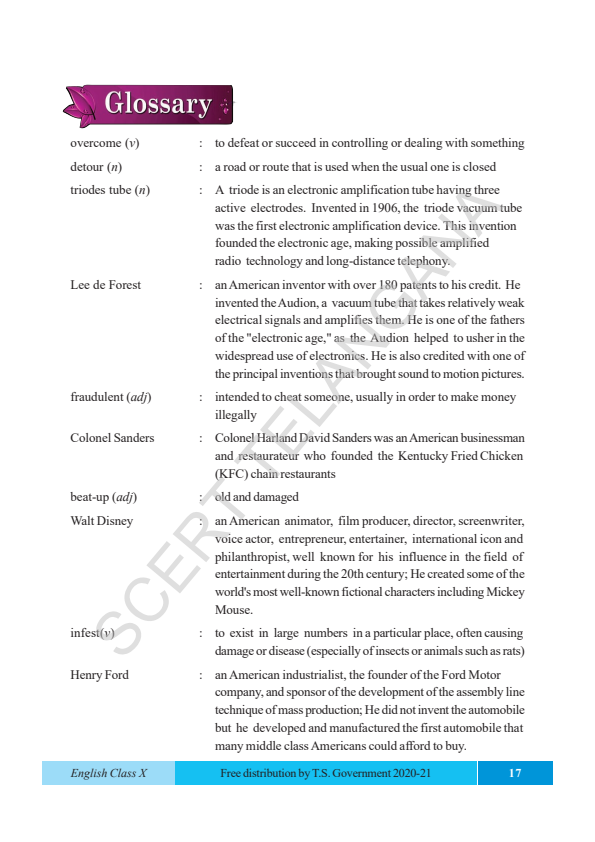 Glossary
overcome (v) : to defeat or succeed in controlling or dealing with something
detour (n) : a road or route that is used when the usual one is closed
triodes tube (n) : A triode is an electronic amplification tube having three
active electrodes. Invented in 1906, the triode vacuum tube
was the first electronic amplification device. This invention
founded the electronic age, making possible amplified
radio technology and long-distance telephony.
Lee de Forest : an American inventor with over 180 patents to his credit. He
invented the Audion, a vacuum tube that takes relatively weak
electrical signals and amplifies them. He is one of the fathers
of the "electronic age," as the Audion helped to usher in the
widespread use of electronics. He is also credited with one of
the principal inventions that brought sound to motion pictures.
fraudulent (adj) : intended to cheat someone, usually in order to make money
illegally
Colonel Sanders : Colonel Harland David Sanders was an American businessman
and restaurateur who founded the Kentucky Fried Chicken
(KFC) chain restaurants
beat-up (adj) : old and damaged
Walt Disney : an American animator, film producer, director, screenwriter,
voice actor, entrepreneur, entertainer, international icon and
philanthropist, well known for his influence in the field of
entertainment during the 20th century; He created some of the
world's most well-known fictional characters including Mickey
Mouse.
infest(v) : to exist in large numbers in a particular place, often causing
damage or disease (especially of insects or animals such as rats)
Henry Ford : an American industrialist, the founder of the Ford Motor
company, and sponsor of the development of the assembly line
technique of mass production; He did not invent the automobile
but he developed and manufactured the first automobile that
many middle class Americans could afford to buy.
SCERT TELANGANA
English Class X Free distribution by T.S. Government 2020-21 17